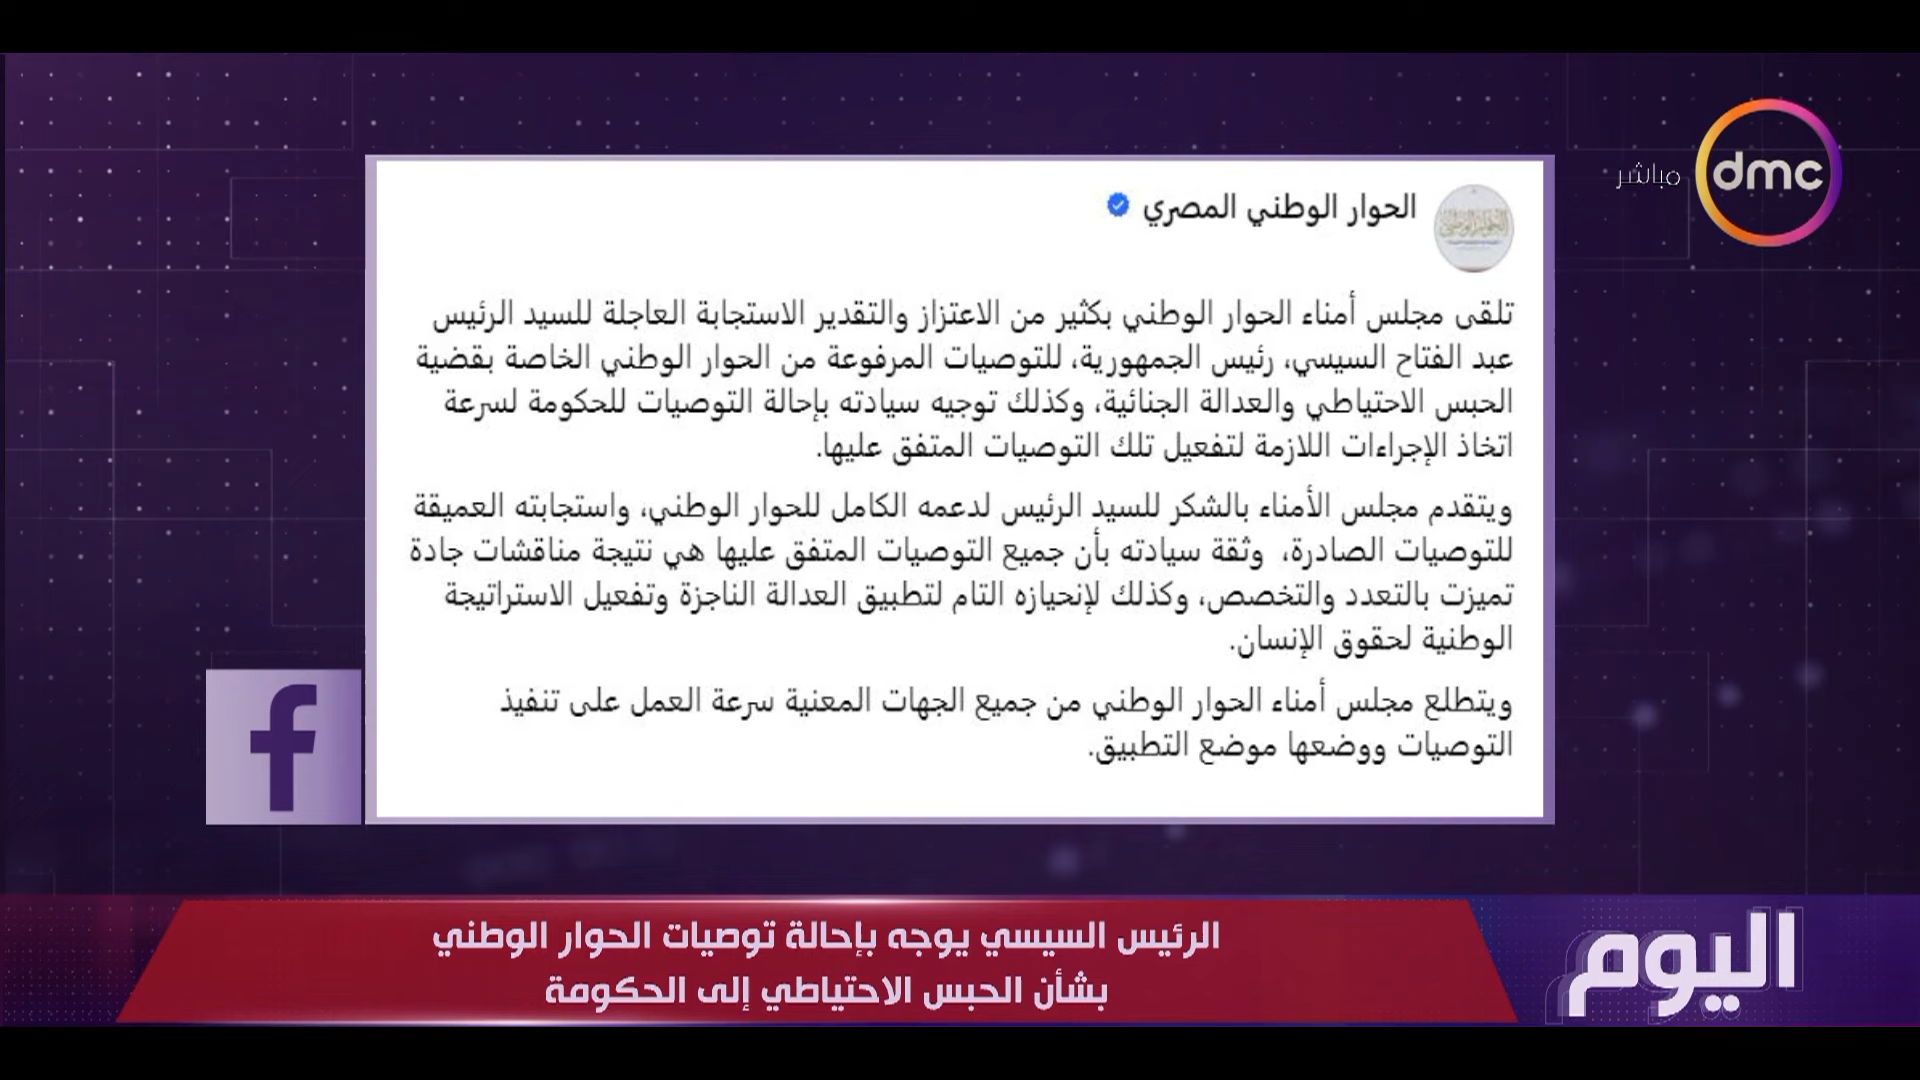 dmc
مباشر
الحوار الوطني المصري
تلقى مجلس أمناء الحوار الوطني بكثير من الاعتزاز والتقدير الاستجابة العاجلة للسيد الرئيس
عبد الفتاح السيسي، رئيس الجمهورية، للتوصيات المرفوعة من الحوار الوطني الخاصة بقضية
الحبس الاحتياطي والعدالة الجنائية، وكذلك توجيه سيادته بإحالة التوصيات للحكومة لسرعة
اتخاذ الإجراءات اللازمة لتفعيل تلك التوصيات المتفق عليها.
ويتقدم مجلس الأمناء بالشكر للسيد الرئيس لدعمه الكامل للحوار الوطني، واستجابته العميقة
للتوصيات الصادرة، وثقة سيادته بأن جميع التوصيات المتفق عليها هي نتيجة مناقشات جادة
تميزت بالتعدد والتخصص، وكذلك لإنحيازه التام لتطبيق العدالة الناجزة وتفعيل الاستراتيجة
الوطنية لحقوق الإنسان.
ويتطلع مجلس أمناء الحوار الوطني من جميع الجهات المعنية سرعة العمل على تنفيذ
التوصيات ووضعها موضع التطبيق.
f
الرئيس السيسي يوجه بإحالة توصيات الحوار الوطني
بشأن الحبس الاحتياطي إلى الحكومة
اليوم